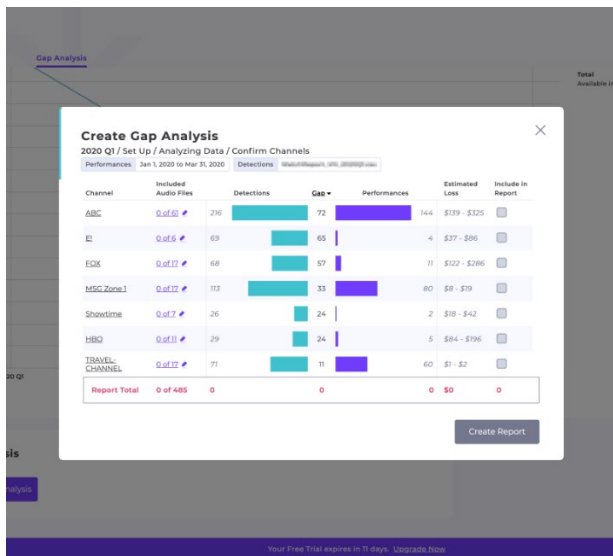 Gap Analysis
Total
Available in
Create Gap Analysis
2020 Q1 / Set Up / Analyzing Data / Confirm Channels
Performances Jan 1, 2020 to Mar 31, 2020 Detections
Channel Included Audio Files Detections Gap Performances Estimated Loss Include in Report
ABC 0 of 61 216 72 144 $139 - $325
E! 0 of 6 69 65 4 $37 - $86
FOX 0 of 17 68 57 11 $122 - $286
MSG Zone 1 0 of 17 113 33 80 $8 - $19
Showtime 0 of 7 26 24 2 $18 - $42
HBO 0 of 11 29 24 5 $84 - $196
TRAVEL-CHANNEL 0 of 17 71 11 60 $1 - $2
Report Total 0 of 485 0 0 0 $0 0
20 Q1
Create Report
sis
nalysis
Your Free Trial expires in 11 days. Upgrade Now